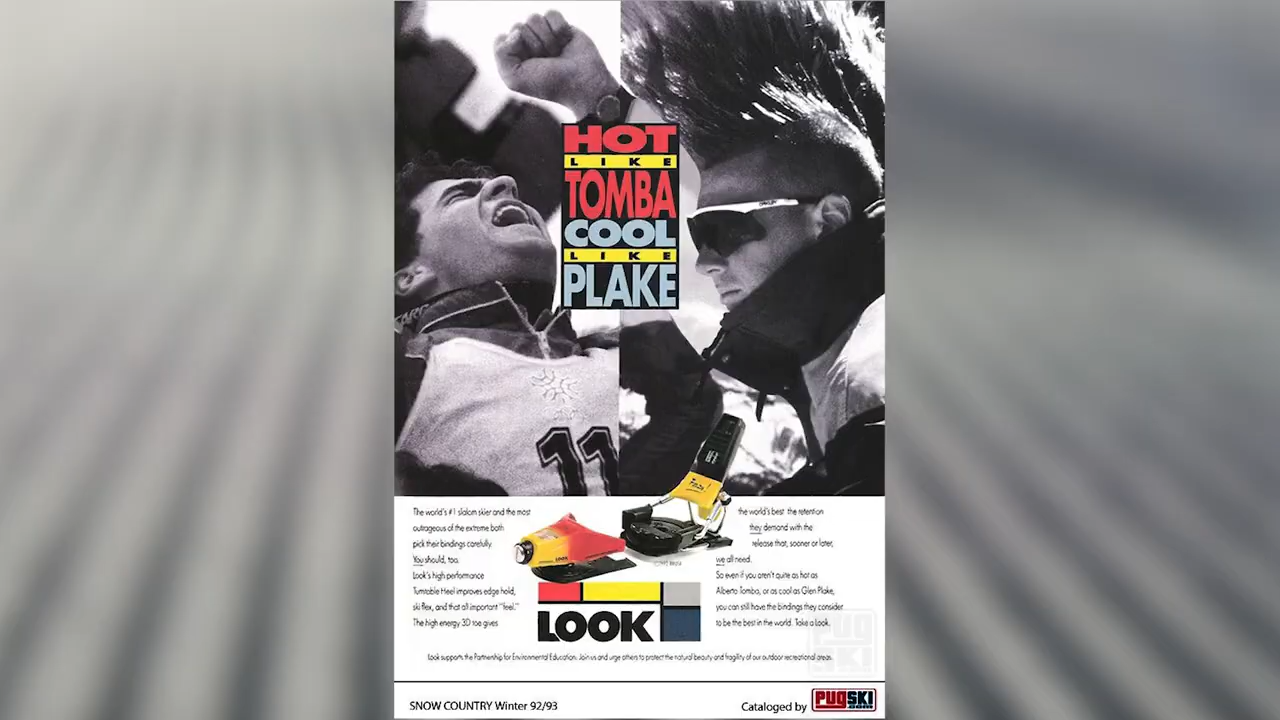 HOT
LIKE
TOMBA
COOL
LIKE
PLAKE
OAKLEY
11
The world's #1 slalom skier and the most
outrageous of the extreme both
pick their bindings carefully.
You should, too.
Look's high performance
Turntable Heel improves edge hold,
ski flex, and that all important "feel."
The high energy 3D toe gives
the world's best the retention
they demand with the
release that, sooner or later,
we all need.
So even if you aren't quite as hot as
Alberto Tomba, or as cool as Glen Plake,
you can still have the bindings they consider
to be the best in the world. Take a Look.
LOOK
LOOK
Look supports the Partnership for Environmental Education. Join us and urge others to protect the natural beauty and fragility of our outdoor recreational areas.
PUG
SKI
SNOW COUNTRY Winter 92/93
Cataloged by PUGSKI.com